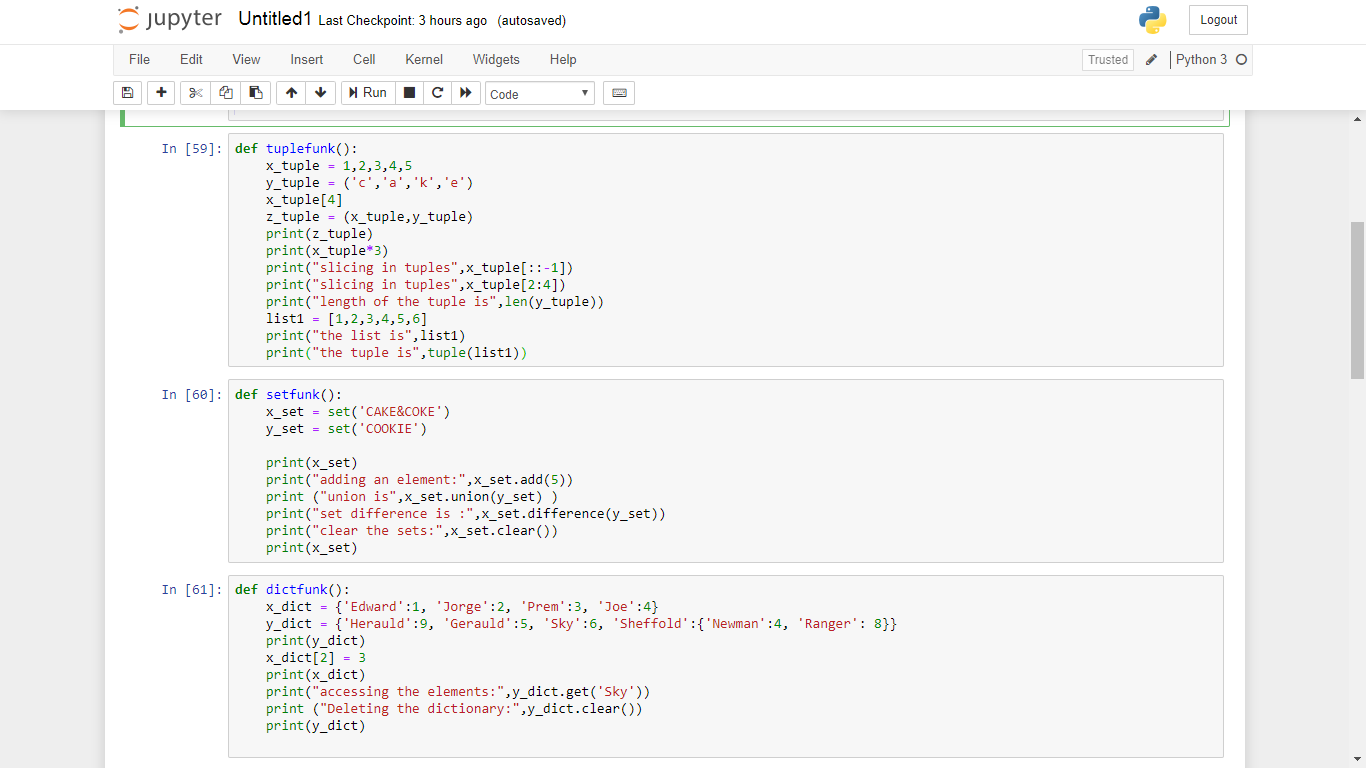 jupyter Untitled1 Last Checkpoint: 3 hours ago (autosaved)
Logout
File Edit View Insert Cell Kernel Widgets Help
Trusted Python 3
Run Code
In [59]: def tuplefunk():
    x_tuple = 1,2,3,4,5
    y_tuple = ('c','a','k','e')
    x_tuple[4]
    z_tuple = (x_tuple,y_tuple)
    print(z_tuple)
    print(x_tuple*3)
    print("slicing in tuples",x_tuple[::-1])
    print("slicing in tuples",x_tuple[2:4])
    print("length of the tuple is",len(y_tuple))
    list1 = [1,2,3,4,5,6]
    print("the list is",list1)
    print("the tuple is",tuple(list1))
In [60]: def setfunk():
    x_set = set('CAKE&COKE')
    y_set = set('COOKIE')
    print(x_set)
    print("adding an element:",x_set.add(5))
    print ("union is",x_set.union(y_set) )
    print("set difference is :",x_set.difference(y_set))
    print("clear the sets:",x_set.clear())
    print(x_set)
In [61]: def dictfunk():
    x_dict = {'Edward':1, 'Jorge':2, 'Prem':3, 'Joe':4}
    y_dict = {'Herauld':9, 'Gerauld':5, 'Sky':6, 'Sheffold':{'Newman':4, 'Ranger': 8}}
    print(y_dict)
    x_dict[2] = 3
    print(x_dict)
    print("accessing the elements:",y_dict.get('Sky'))
    print ("Deleting the dictionary:",y_dict.clear())
    print(y_dict)